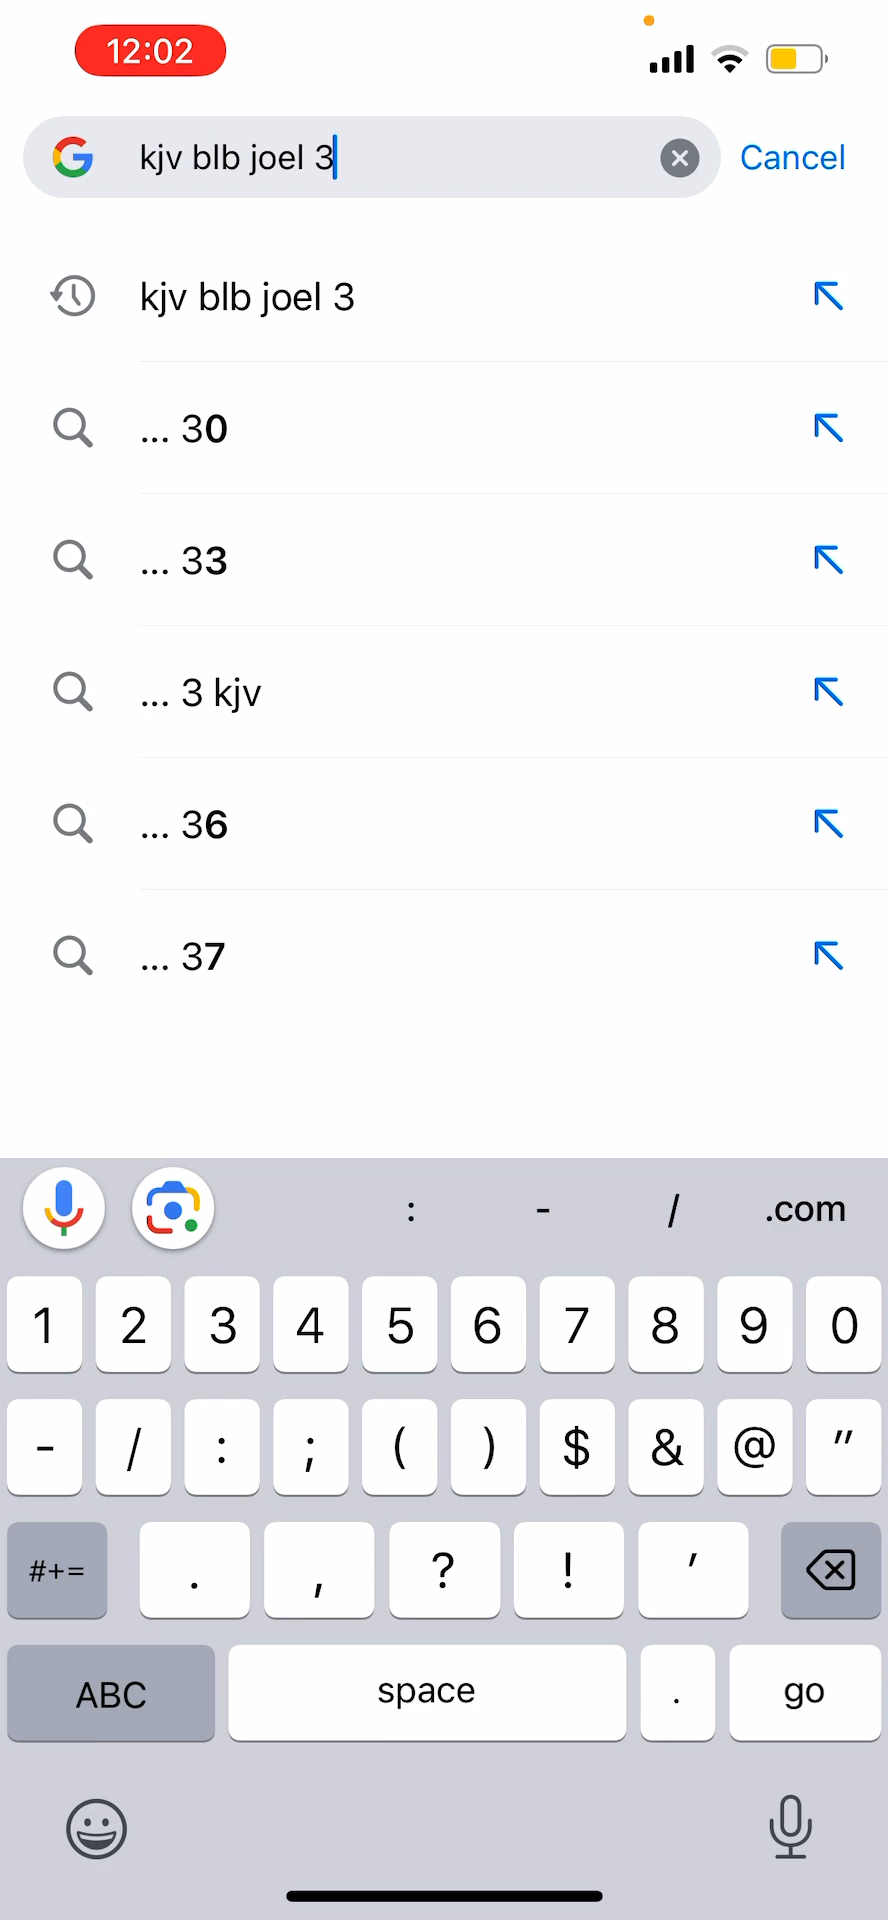 12:02
kjv blb joel 3
Cancel
kjv blb joel 3
... 30
... 33
... 3 kjv
... 36
... 37
: - / .com
1 2 3 4 5 6 7 8 9 0
- / : ; ( ) $ & @ "
#+= . , ? ! '
ABC space . go